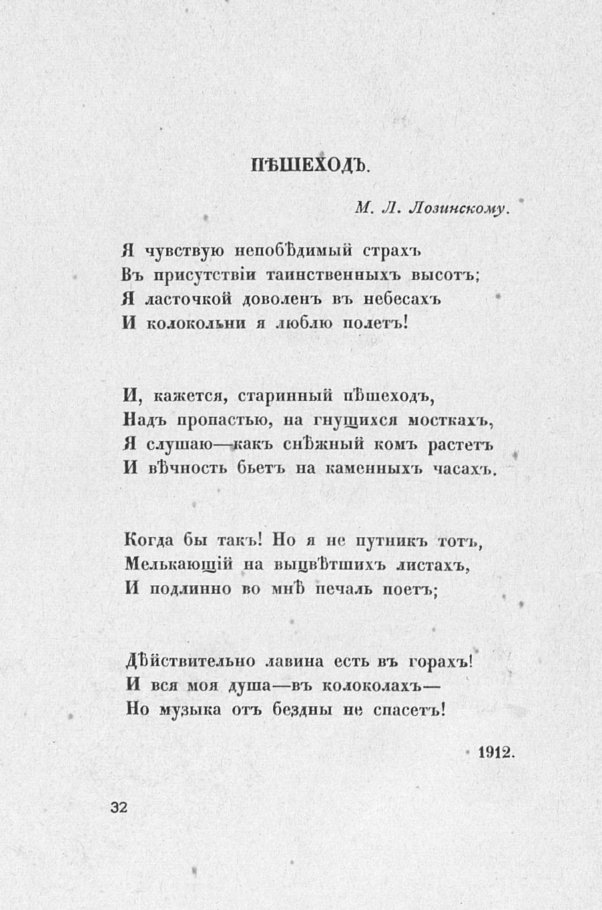 ПѢШЕХОДЪ.
М. Л. Лозинскому.
Я чувствую непобѣдимый страхъ
Въ присутствіи таинственныхъ высотъ;
Я ласточкой доволенъ въ небесахъ
И колокольни я люблю полетъ!
И, кажется, старинный пѣшеходъ,
Надъ пропастью, на гнущихся мосткахъ,
Я слушаю—какъ снѣжный комъ растетъ
И вѣчность бьетъ на каменныхъ часахъ.
Когда бы такъ! Но я не путникъ тотъ,
Мелькающій на выцвѣтшихъ листахъ,
И подлинно во мнѣ печаль поетъ;
Дѣйствительно лавина есть въ горахъ!
И вся моя душа—въ колоколахъ—
Но музыка отъ бездны не спасетъ!
1912.
32